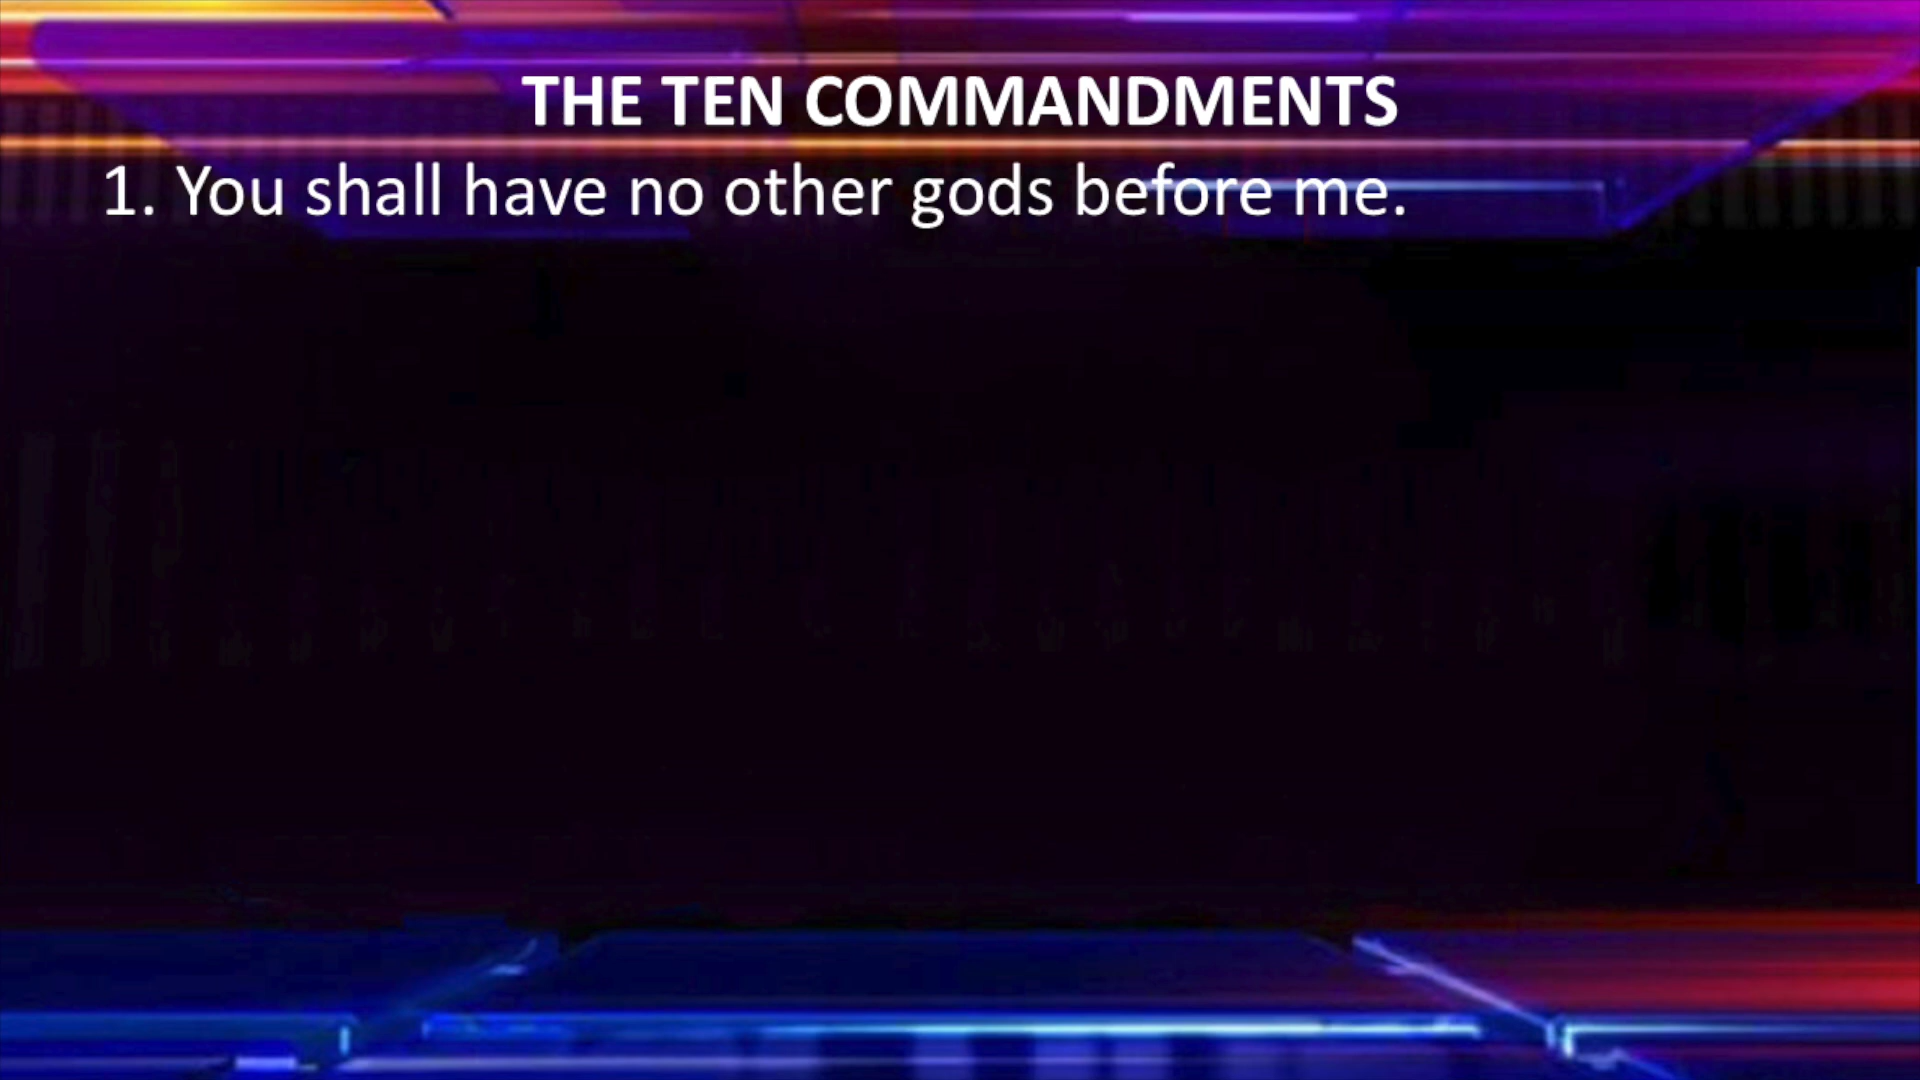 THE TEN COMMANDMENTS
1. You shall have no other gods before me.